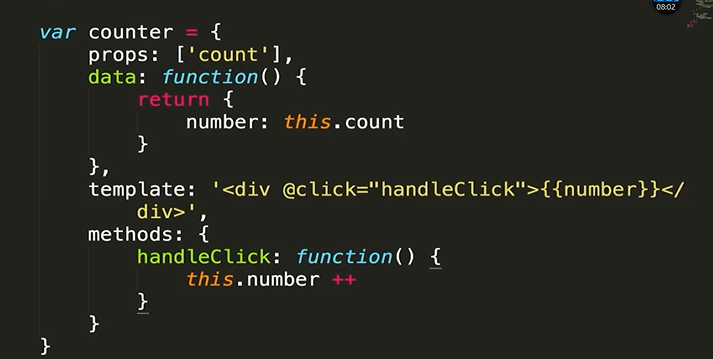 08:02
var counter = {
props: ['count'],
data: function() {
return {
number: this.count
}
},
template: '<div @click="handleClick">{{number}}</
div>',
methods: {
handleClick: function() {
this.number ++
}
}
}